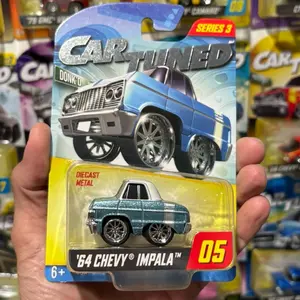 SERIES 3
CAR TUNED
DONK'D
DIECAST
METAL
6+
'64 CHEVY® IMPALA™
05